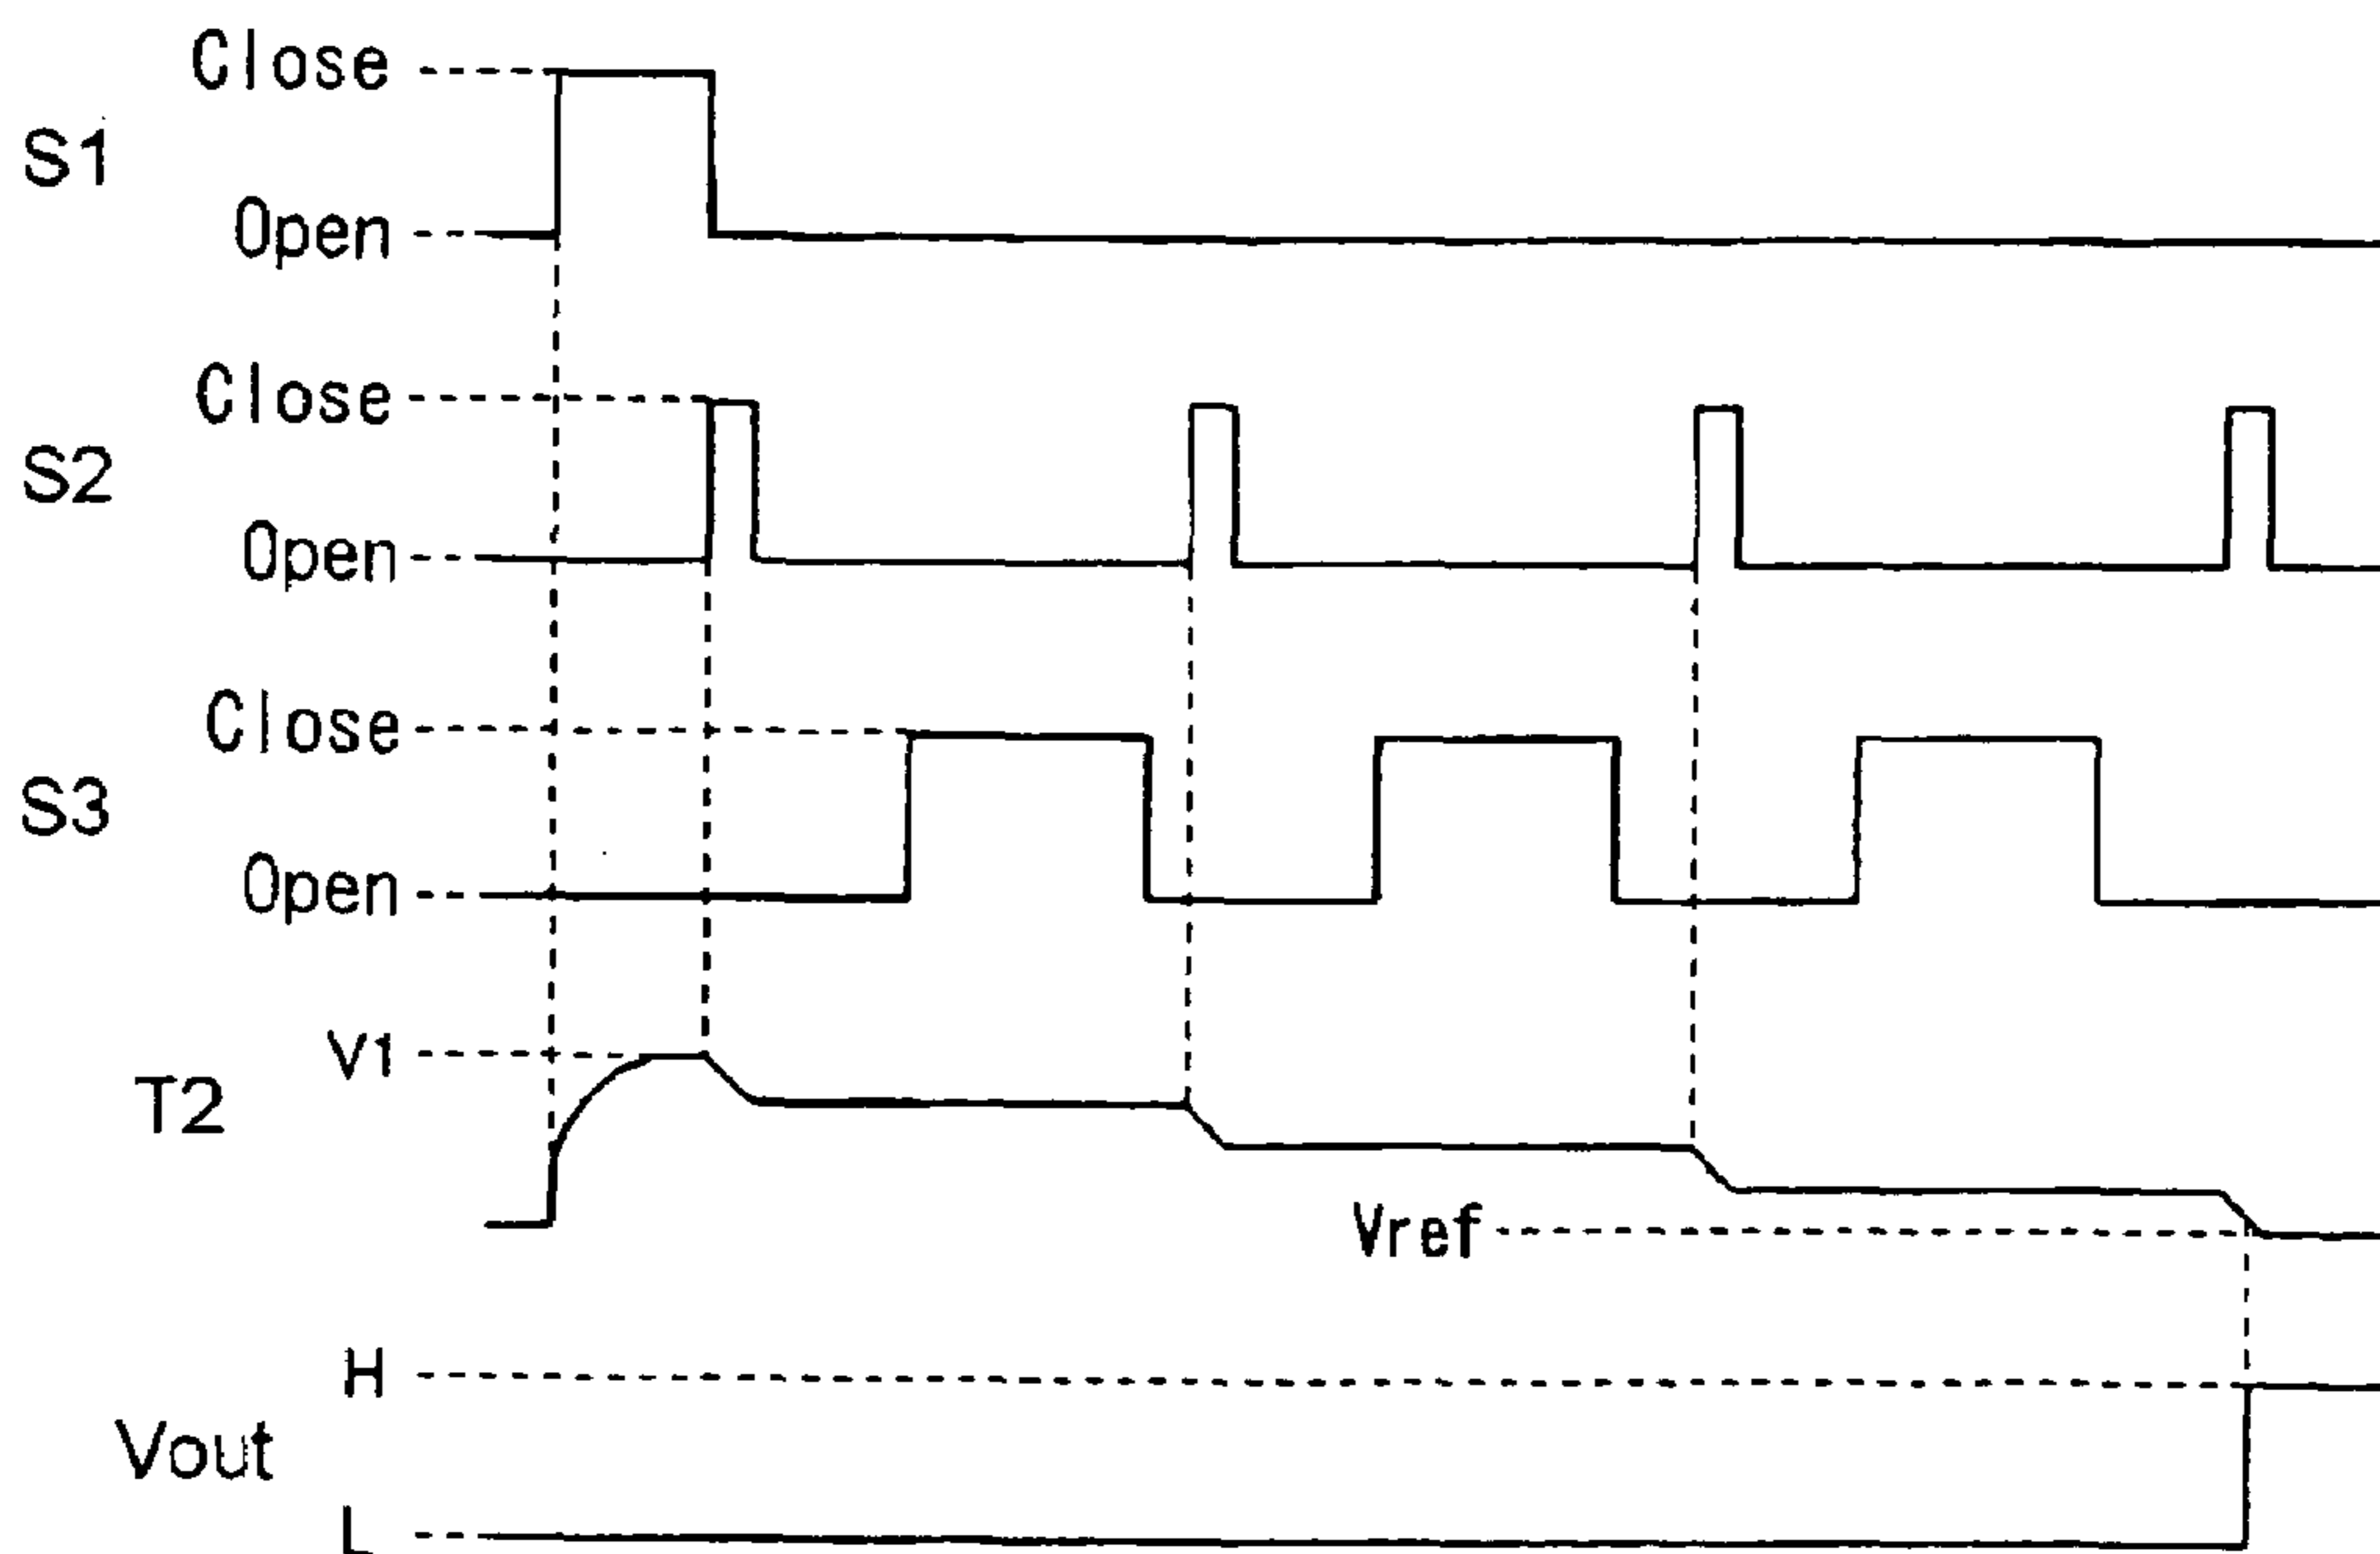 Close
S1
Open
Close
S2
Open
Close
S3
Open
V1
T2
Vref
H
Vout
L